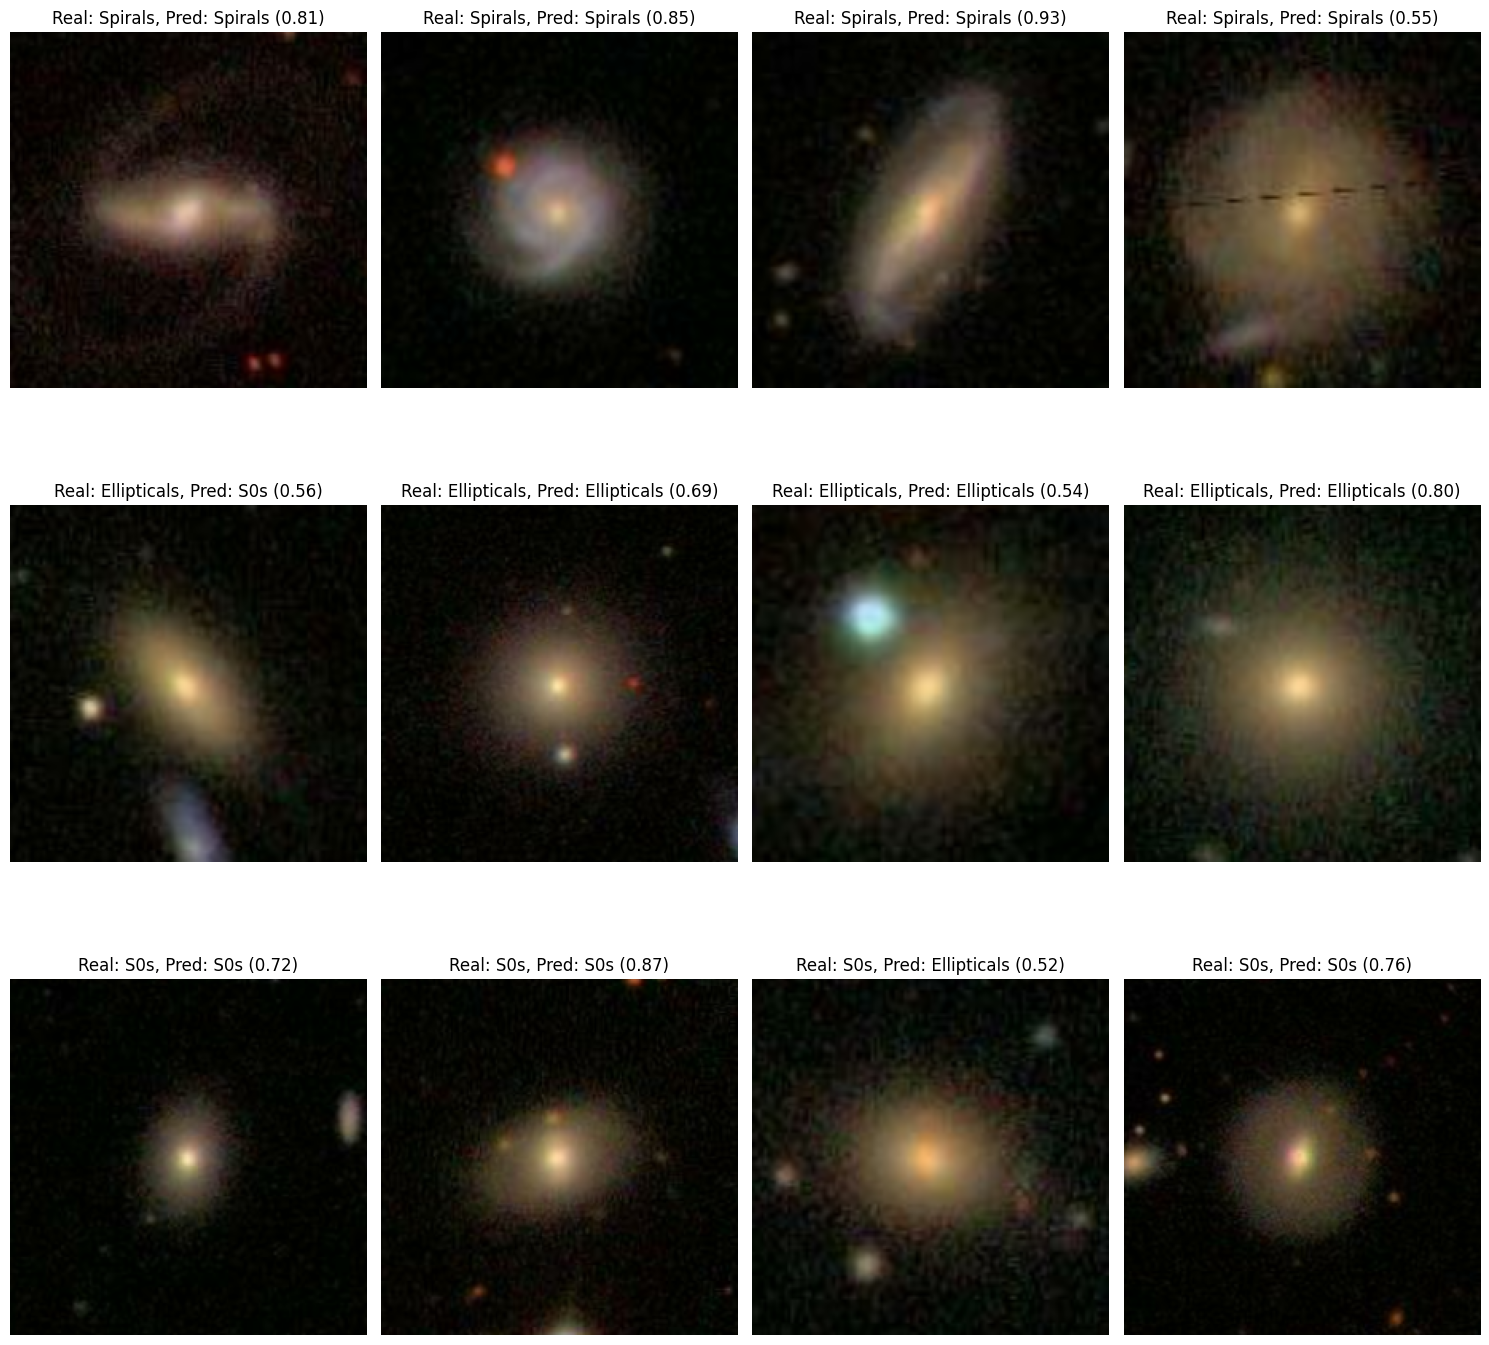 Real: Spirals, Pred: Spirals (0.81)
Real: Spirals, Pred: Spirals (0.85)
Real: Spirals, Pred: Spirals (0.93)
Real: Spirals, Pred: Spirals (0.55)
Real: Ellipticals, Pred: S0s (0.56)
Real: Ellipticals, Pred: Ellipticals (0.69)
Real: Ellipticals, Pred: Ellipticals (0.54)
Real: Ellipticals, Pred: Ellipticals (0.80)
Real: S0s, Pred: S0s (0.72)
Real: S0s, Pred: S0s (0.87)
Real: S0s, Pred: Ellipticals (0.52)
Real: S0s, Pred: S0s (0.76)